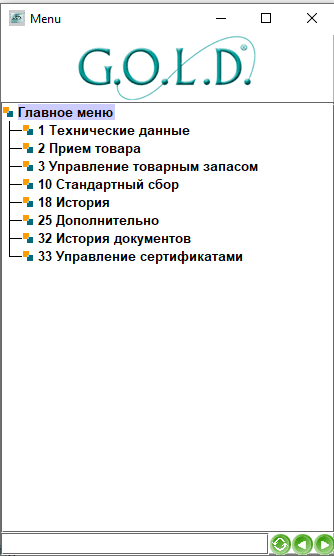 Menu
G.O.L.D.
Главное меню
1 Технические данные
2 Прием товара
3 Управление товарным запасом
10 Стандартный сбор
18 История
25 Дополнительно
32 История документов
33 Управление сертификатами